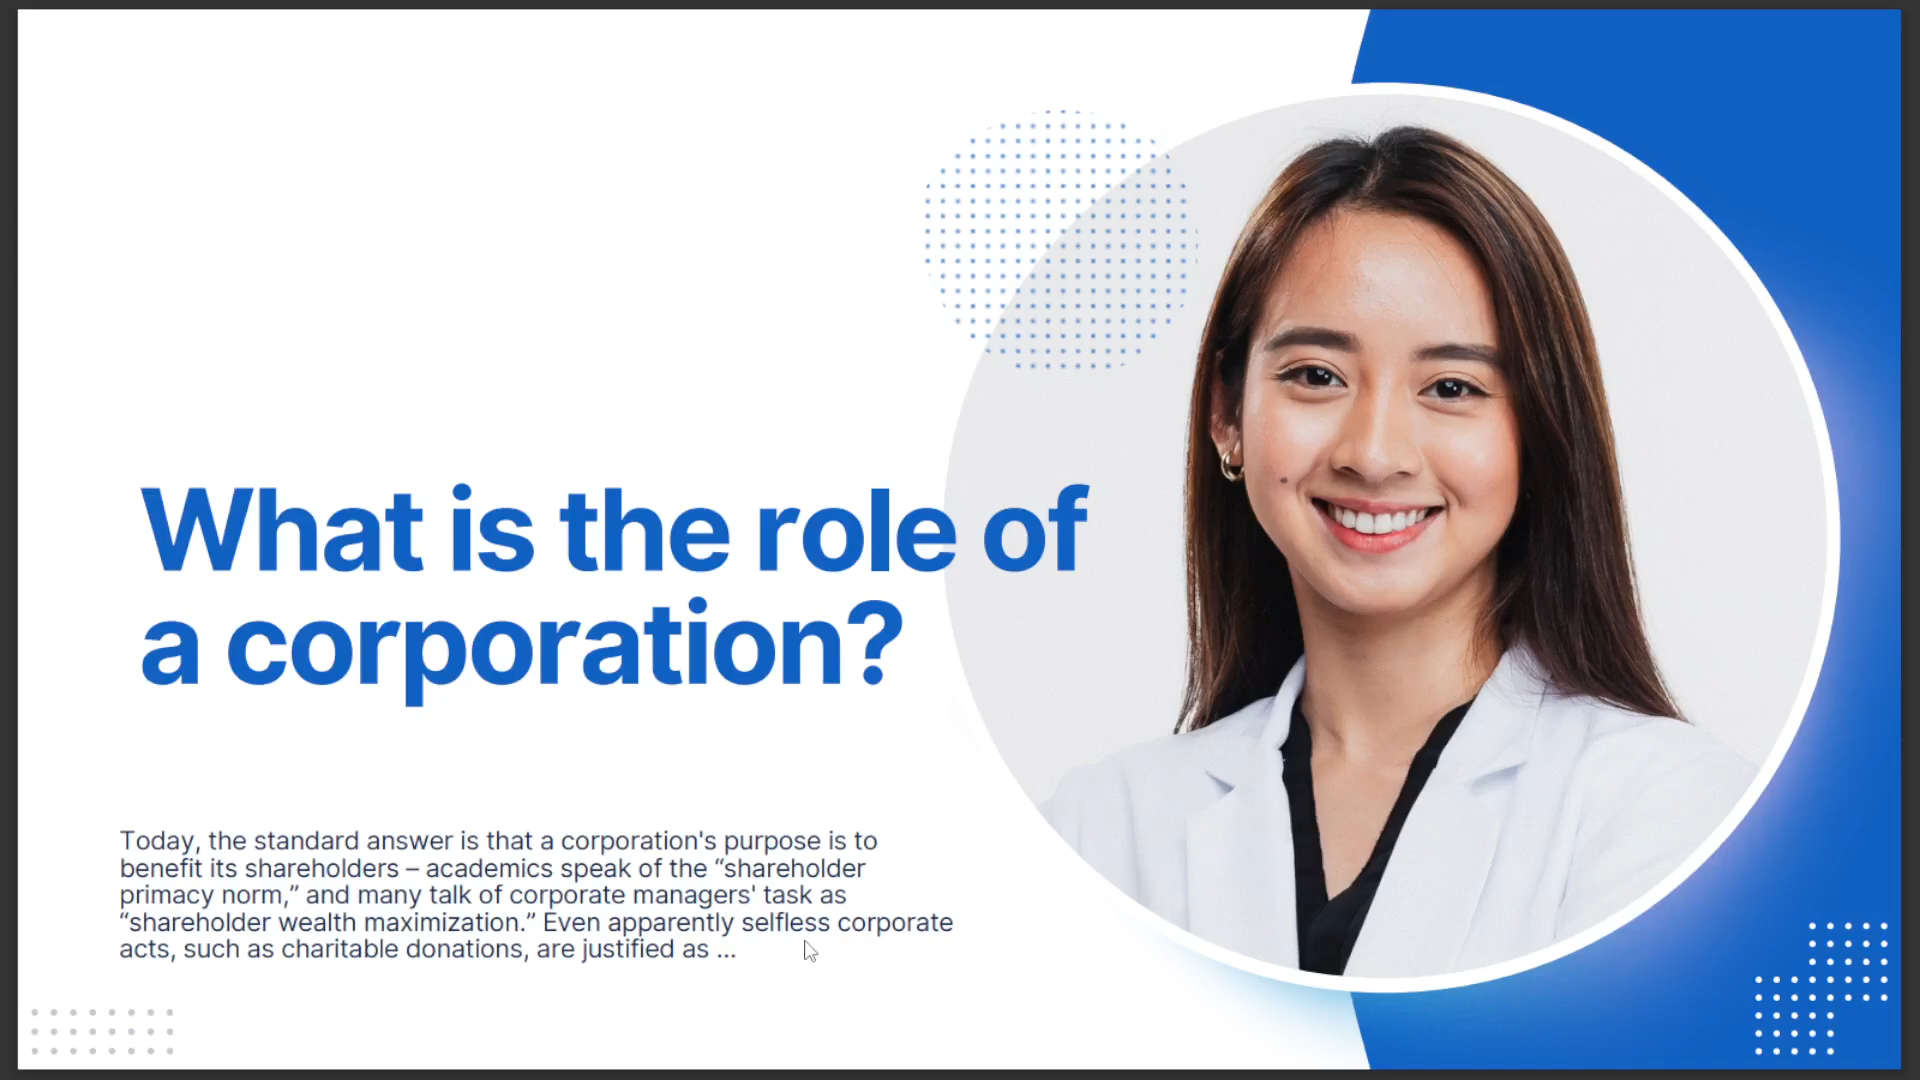 What is the role of
a corporation?
Today, the standard answer is that a corporation's purpose is to
benefit its shareholders – academics speak of the “shareholder
primacy norm,” and many talk of corporate managers' task as
“shareholder wealth maximization.” Even apparently selfless corporate
acts, such as charitable donations, are justified as ...